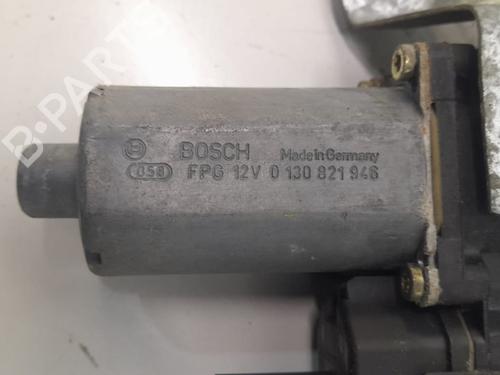 BOSCH Made in Germany
058 FPG 12V 0 130 821 946
B-PARTS